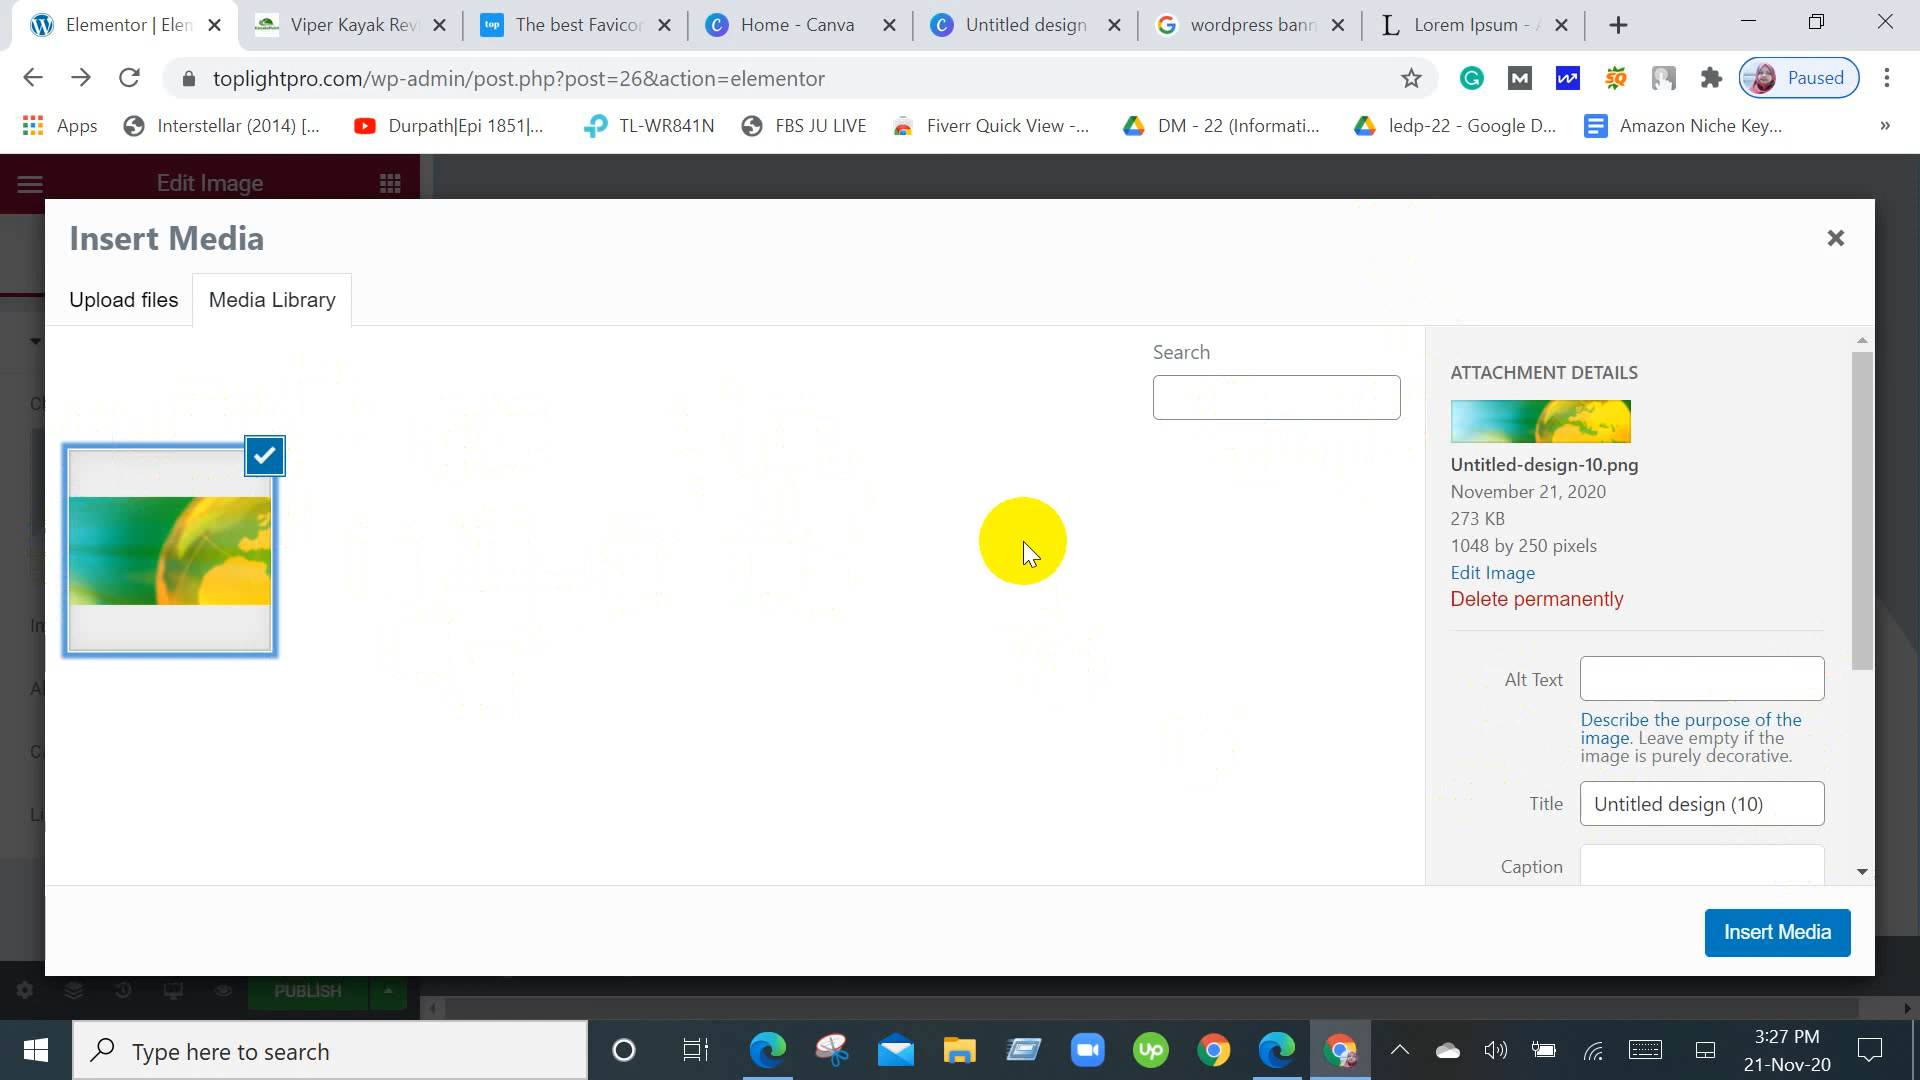 Elementor | Elen
Viper Kayak Rev
top The best Favicon
Home - Canva
Untitled design
wordpress bann
Lorem Ipsum - A
toplightpro.com/wp-admin/post.php?post=26&action=elementor
Paused
Apps
Interstellar (2014) [...
Durpath|Epi 1851|...
TL-WR841N
FBS JU LIVE
Fiverr Quick View -...
DM - 22 (Informati...
ledp-22 - Google D...
Amazon Niche Key...
»
Edit Image
Insert Media
Upload files
Media Library
Search
ATTACHMENT DETAILS
Untitled-design-10.png
November 21, 2020
273 KB
1048 by 250 pixels
Edit Image
Delete permanently
Alt Text
Describe the purpose of the
image. Leave empty if the
image is purely decorative.
Title
Untitled design (10)
Caption
Insert Media
PUBLISH
Type here to search
Up
3:27 PM
21-Nov-20